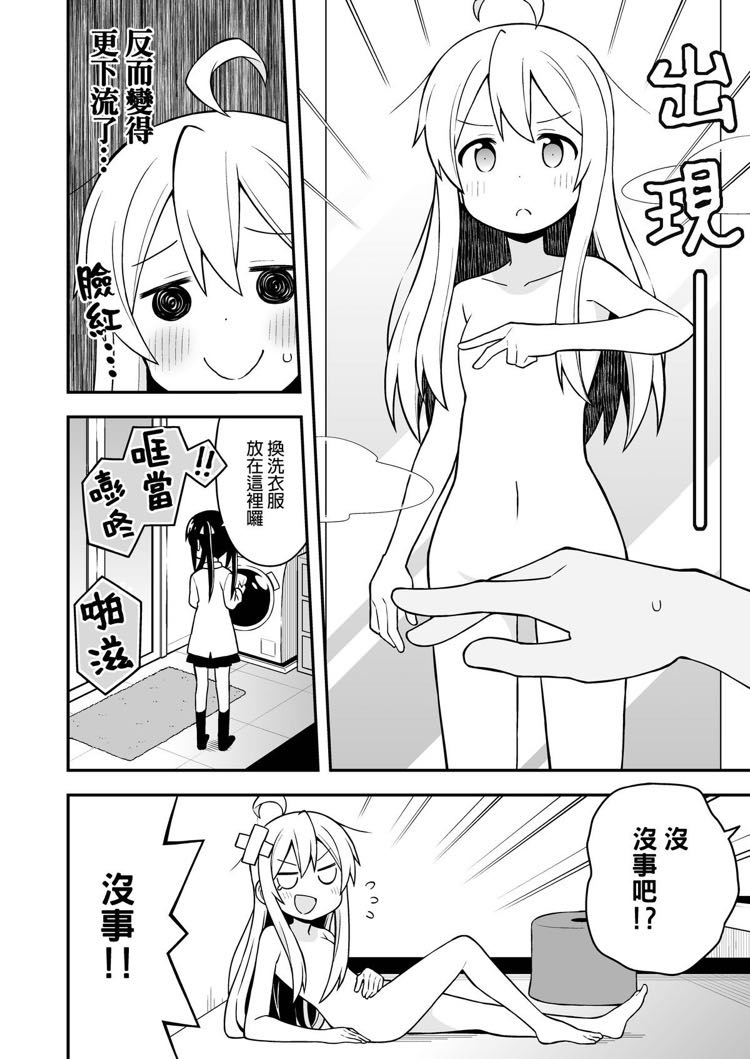 出現──
反而變得
更下流了…
臉紅…
換洗衣服
放在這裡囉
哐當
嘭咚
!!
啪滋
沒
沒事吧!?
沒事!!